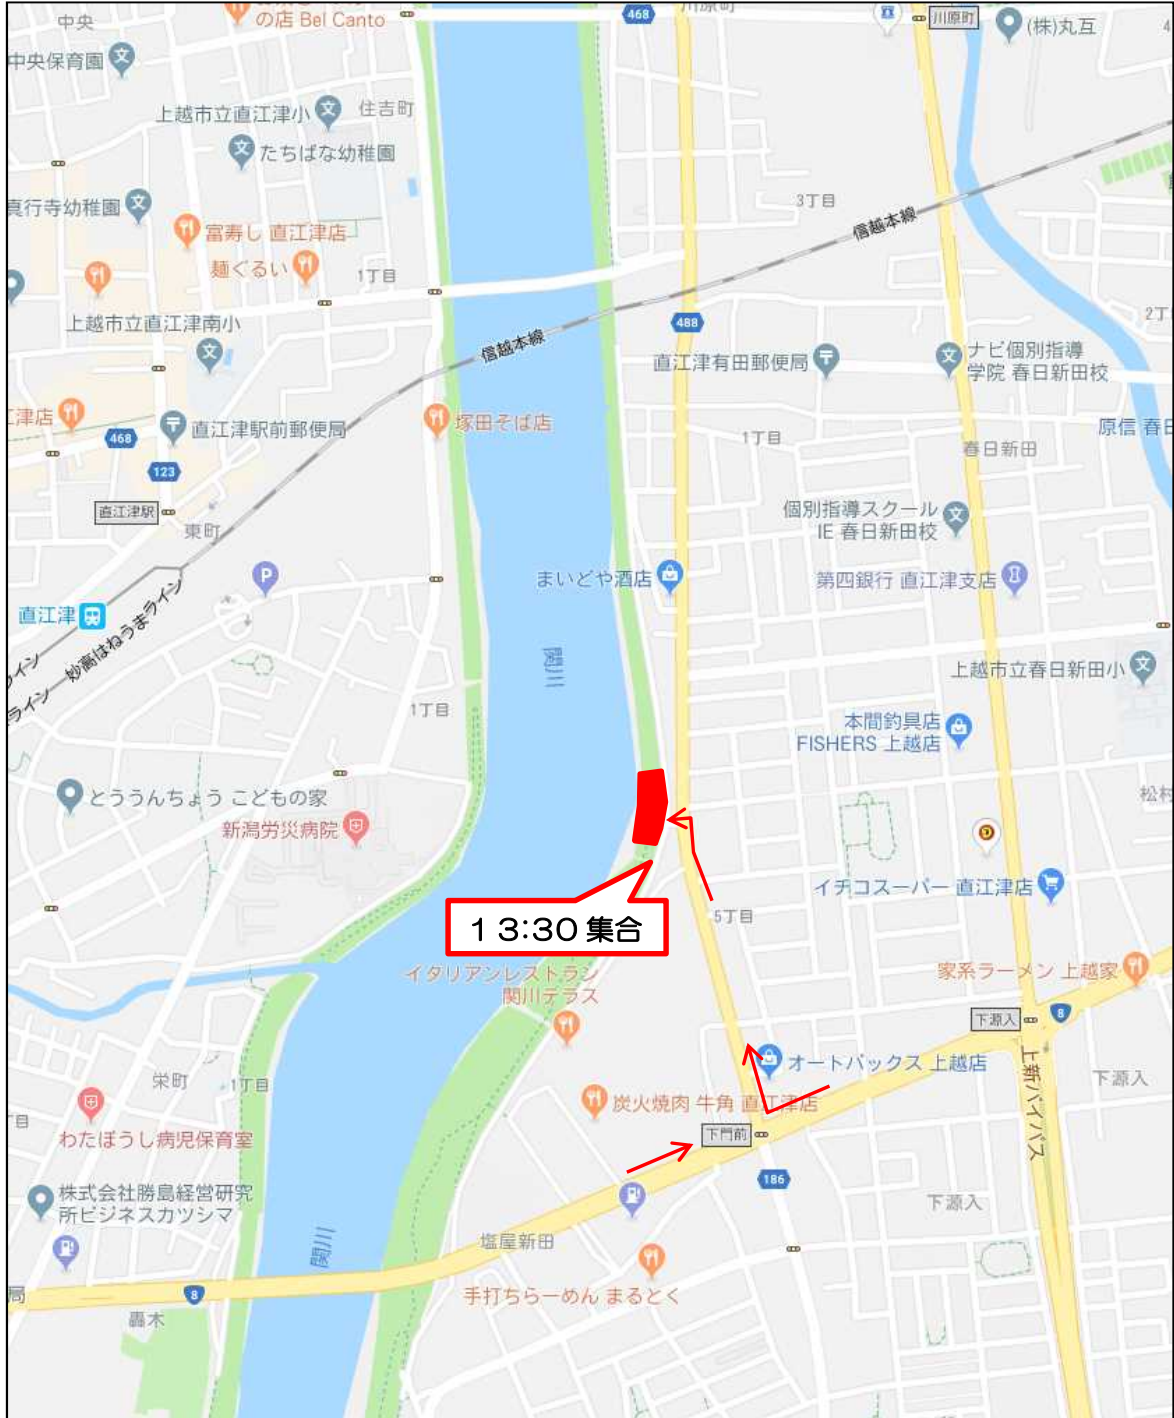 の店 Bel Canto
中央
468
川原町
(株)丸互
中央保育園
上越市立直江津小
住吉町
たちばな幼稚園
真行寺幼稚園
3丁目
富寿し 直江津店
信越本線
麺ぐるい
1丁目
上越市立直江津南小
488
信越本線
直江津有田郵便局
ナビ個別指導
学院 春日新田校
塚田そば店
直江津駅前郵便局
468
1丁目
春日新田
123
直江津駅
個別指導スクール
IE 春日新田校
東町
P
まいどや酒店
第四銀行 直江津支店
直江津
妙高はねうまライン
関川
上越市立春日新田小
1丁目
本間釣具店
FISHERS 上越店
とううんちょう こどもの家
新潟労災病院
イチコスーパー 直江津店
13:30 集合
5丁目
イタリアンレストラン
関川テラス
家系ラーメン 上越家
下源入
8
オートバックス 上越店
上新バイパス
下源入
栄町
1丁目
炭火焼肉 牛角 直江津店
わたぼうし病児保育室
下門前
186
株式会社勝島経営研究
所ビジネスカツシマ
下源入
関川
塩屋新田
手打ちらーめん まるとく
8
轟木